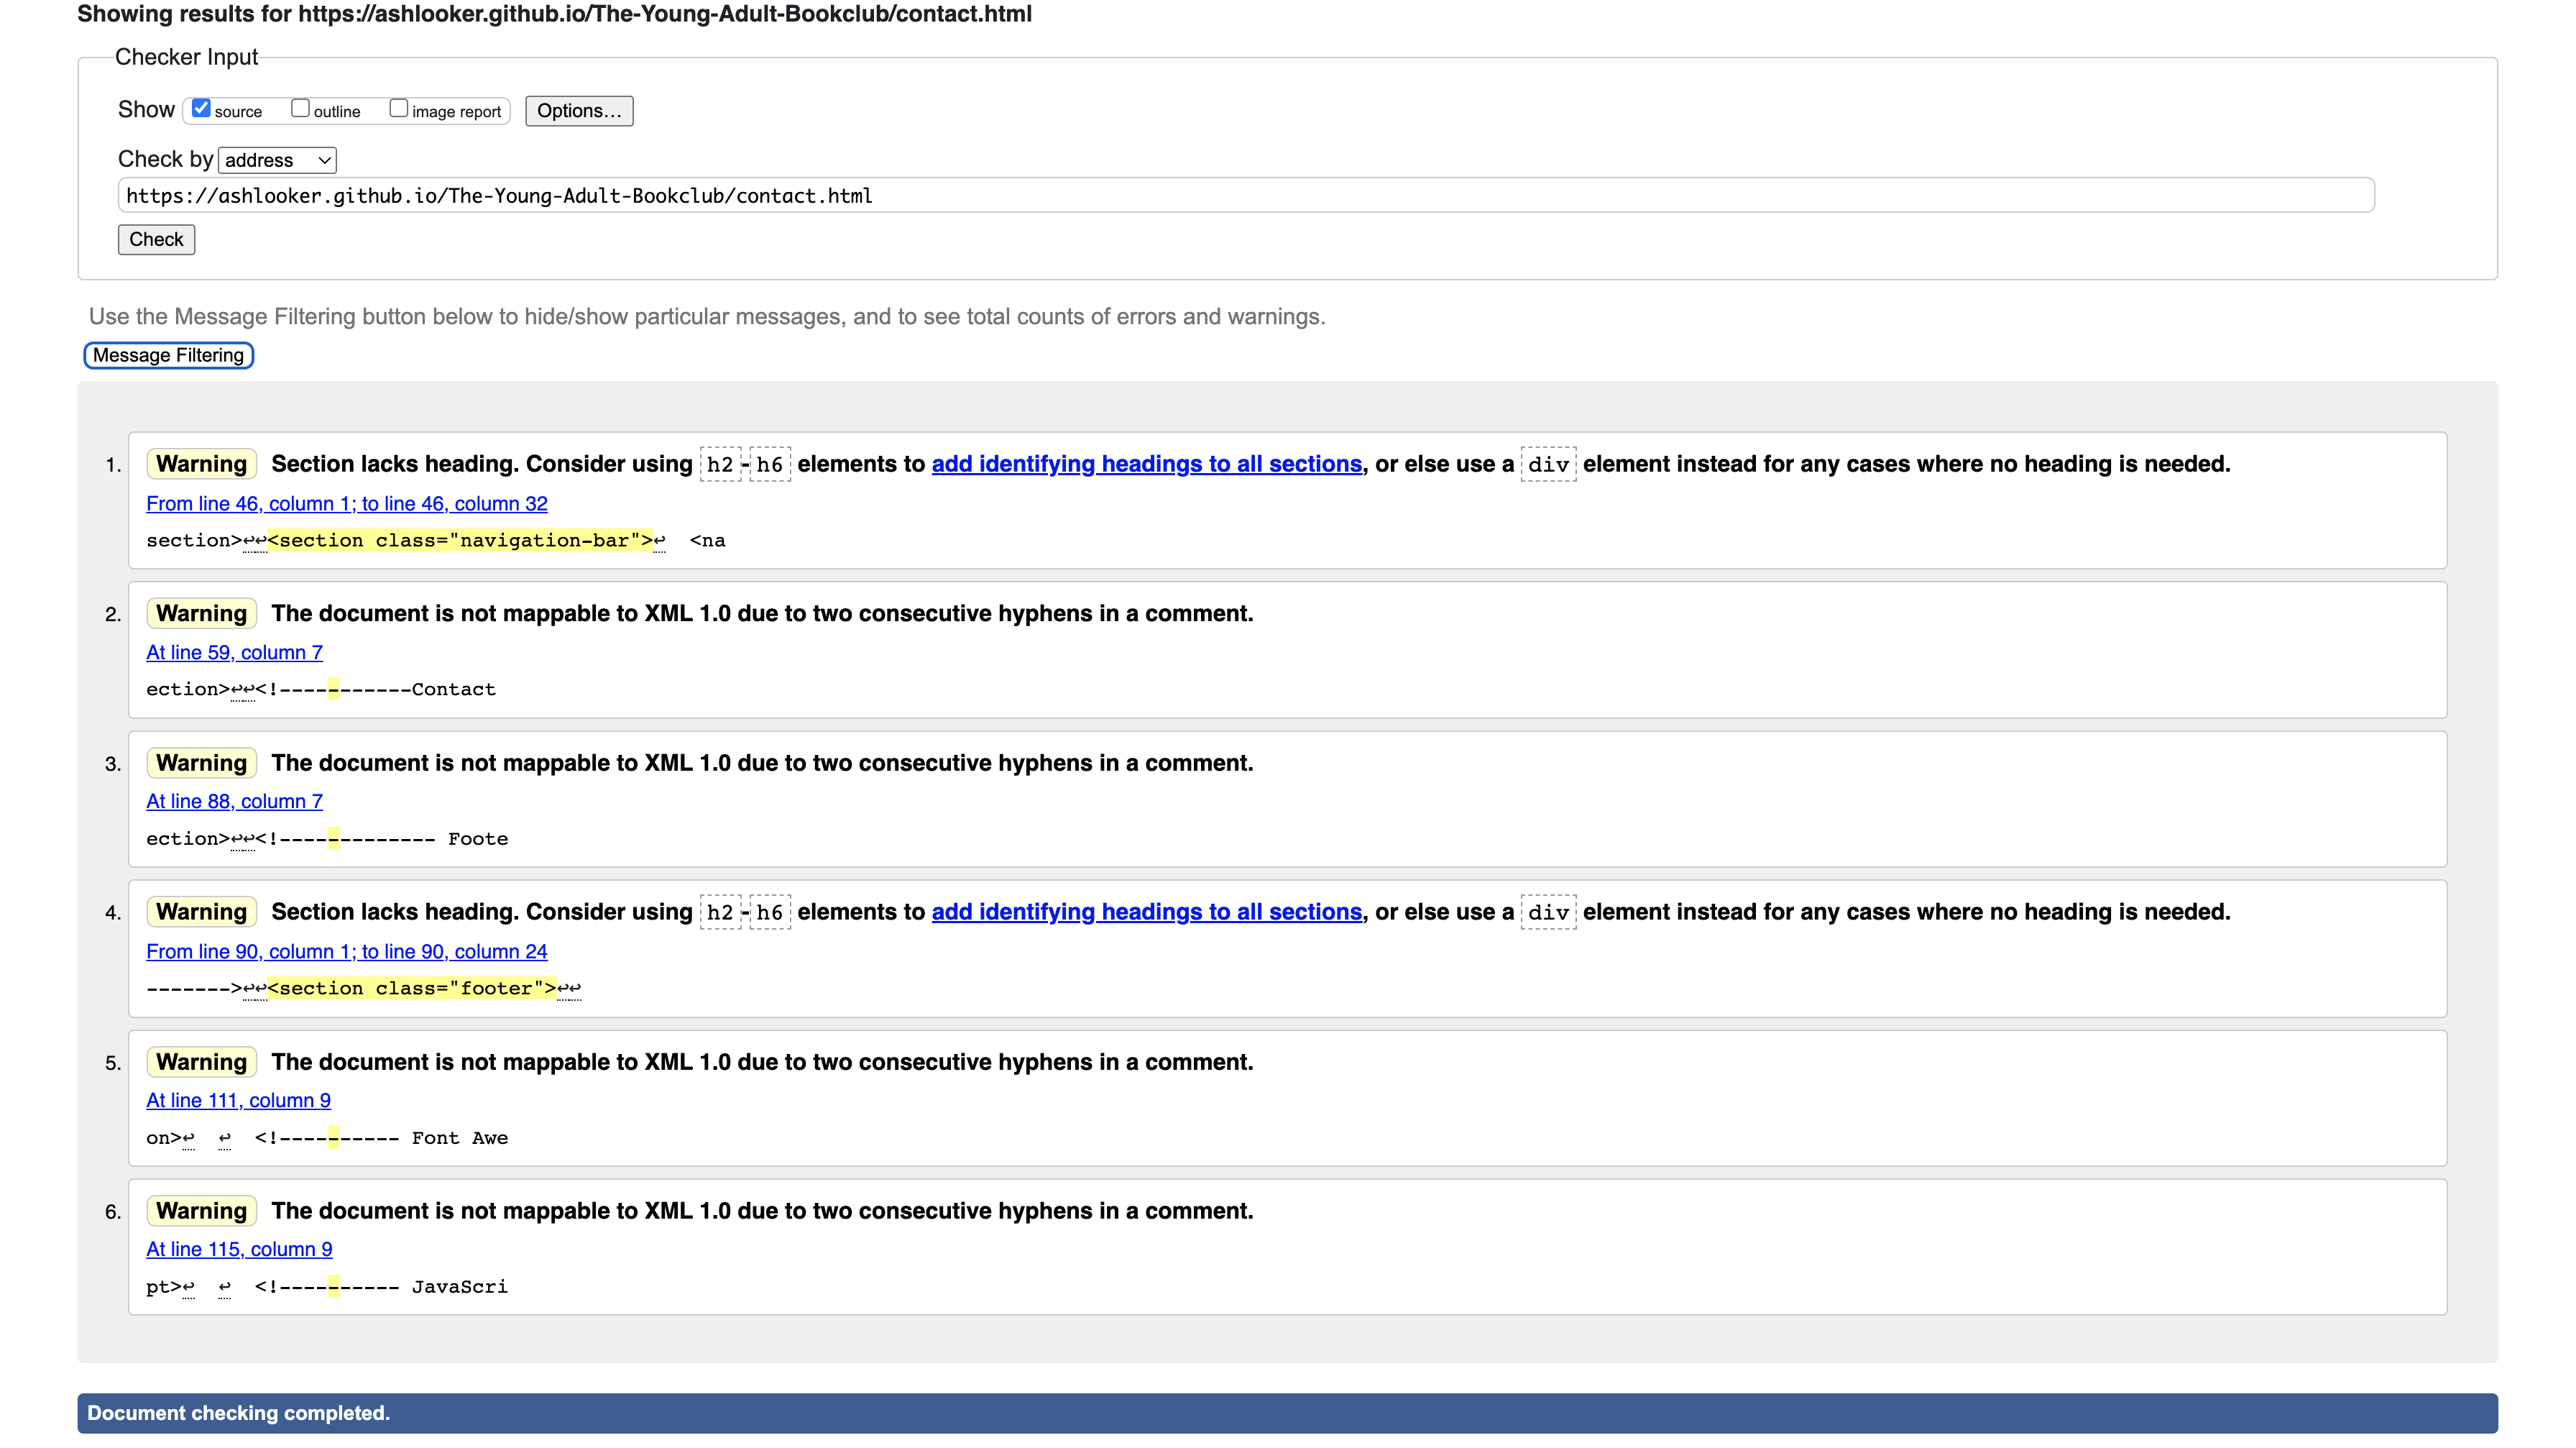 Showing results for https://ashlooker.github.io/The-Young-Adult-Bookclub/contact.html
Checker Input
Show source outline image report Options…
Check by address
https://ashlooker.github.io/The-Young-Adult-Bookclub/contact.html
Check
Use the Message Filtering button below to hide/show particular messages, and to see total counts of errors and warnings.
Message Filtering
1. Warning Section lacks heading. Consider using h2-h6 elements to add identifying headings to all sections, or else use a div element instead for any cases where no heading is needed.
From line 46, column 1; to line 46, column 32
section>↩↩<section class="navigation-bar">↩  <na
2. Warning The document is not mappable to XML 1.0 due to two consecutive hyphens in a comment.
At line 59, column 7
ection>↩↩<!-----------Contact
3. Warning The document is not mappable to XML 1.0 due to two consecutive hyphens in a comment.
At line 88, column 7
ection>↩↩<!------------- Foote
4. Warning Section lacks heading. Consider using h2-h6 elements to add identifying headings to all sections, or else use a div element instead for any cases where no heading is needed.
From line 90, column 1; to line 90, column 24
------->↩↩<section class="footer">↩↩
5. Warning The document is not mappable to XML 1.0 due to two consecutive hyphens in a comment.
At line 111, column 9
on>↩  ↩  <!---------- Font Awe
6. Warning The document is not mappable to XML 1.0 due to two consecutive hyphens in a comment.
At line 115, column 9
pt>↩  ↩  <!---------- JavaScri
Document checking completed.